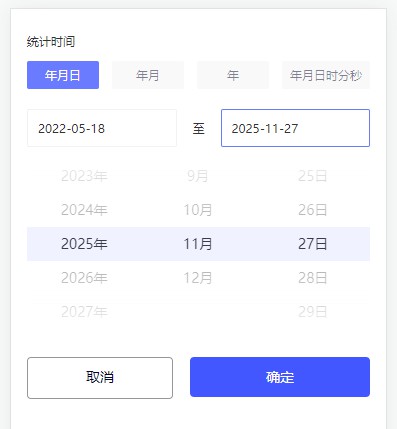 统计时间
年月日 年月 年 年月日时分秒
2022-05-18 至 2025-11-27
2023年 9月 25日
2024年 10月 26日
2025年 11月 27日
2026年 12月 28日
2027年 29日
取消 确定